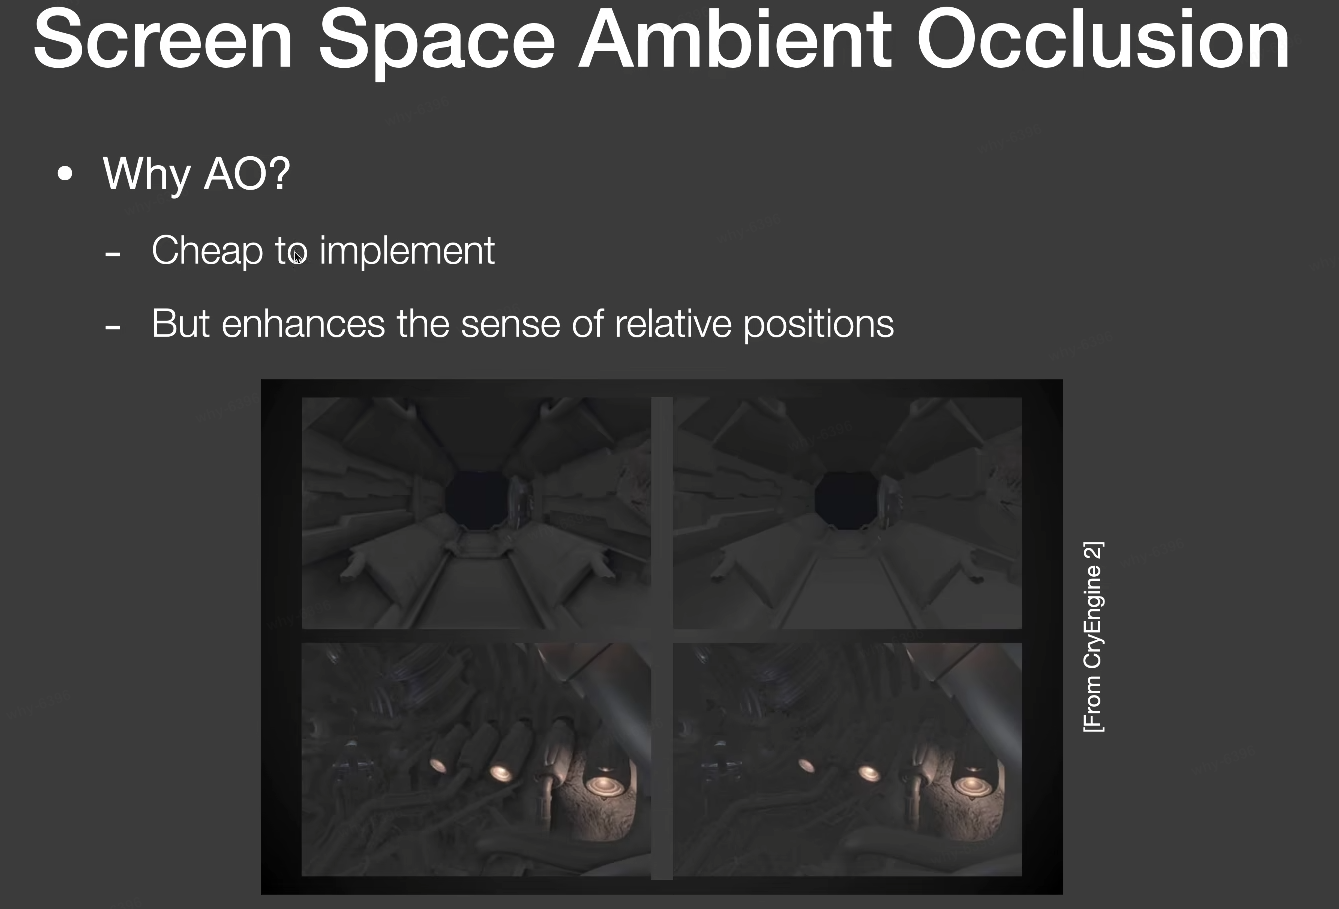 Screen Space Ambient Occlusion
• Why AO?
- Cheap to implement
- But enhances the sense of relative positions
[From CryEngine 2]